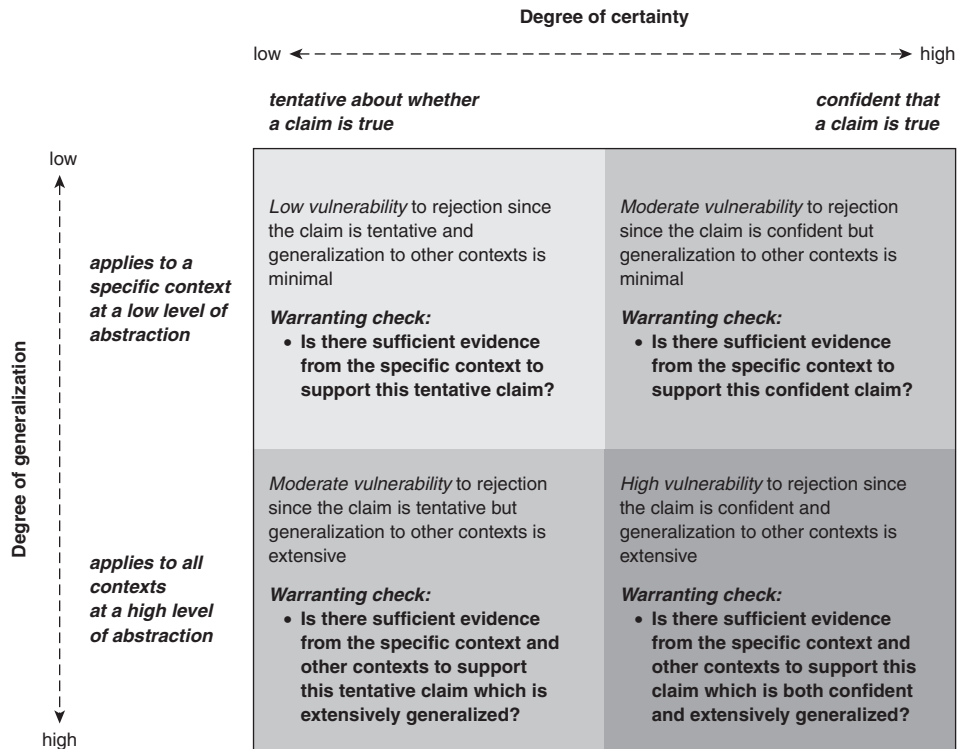 Degree of certainty
low
high
tentative about whether
a claim is true
confident that
a claim is true
Degree of generalization
low
applies to a
specific context
at a low level of
abstraction
Low vulnerability to rejection since
the claim is tentative and
generalization to other contexts is
minimal
Warranting check:
• Is there sufficient evidence
from the specific context to
support this tentative claim?
Moderate vulnerability to rejection
since the claim is confident but
generalization to other contexts is
minimal
Warranting check:
• Is there sufficient evidence
from the specific context to
support this confident claim?
applies to all
contexts
at a high level
of abstraction
high
Moderate vulnerability to rejection
since the claim is tentative but
generalization to other contexts is
extensive
Warranting check:
• Is there sufficient evidence
from the specific context and
other contexts to support
this tentative claim which is
extensively generalized?
High vulnerability to rejection since
the claim is confident and
generalization to other contexts is
extensive
Warranting check:
• Is there sufficient evidence
from the specific context and
other contexts to support this
claim which is both confident
and extensively generalized?